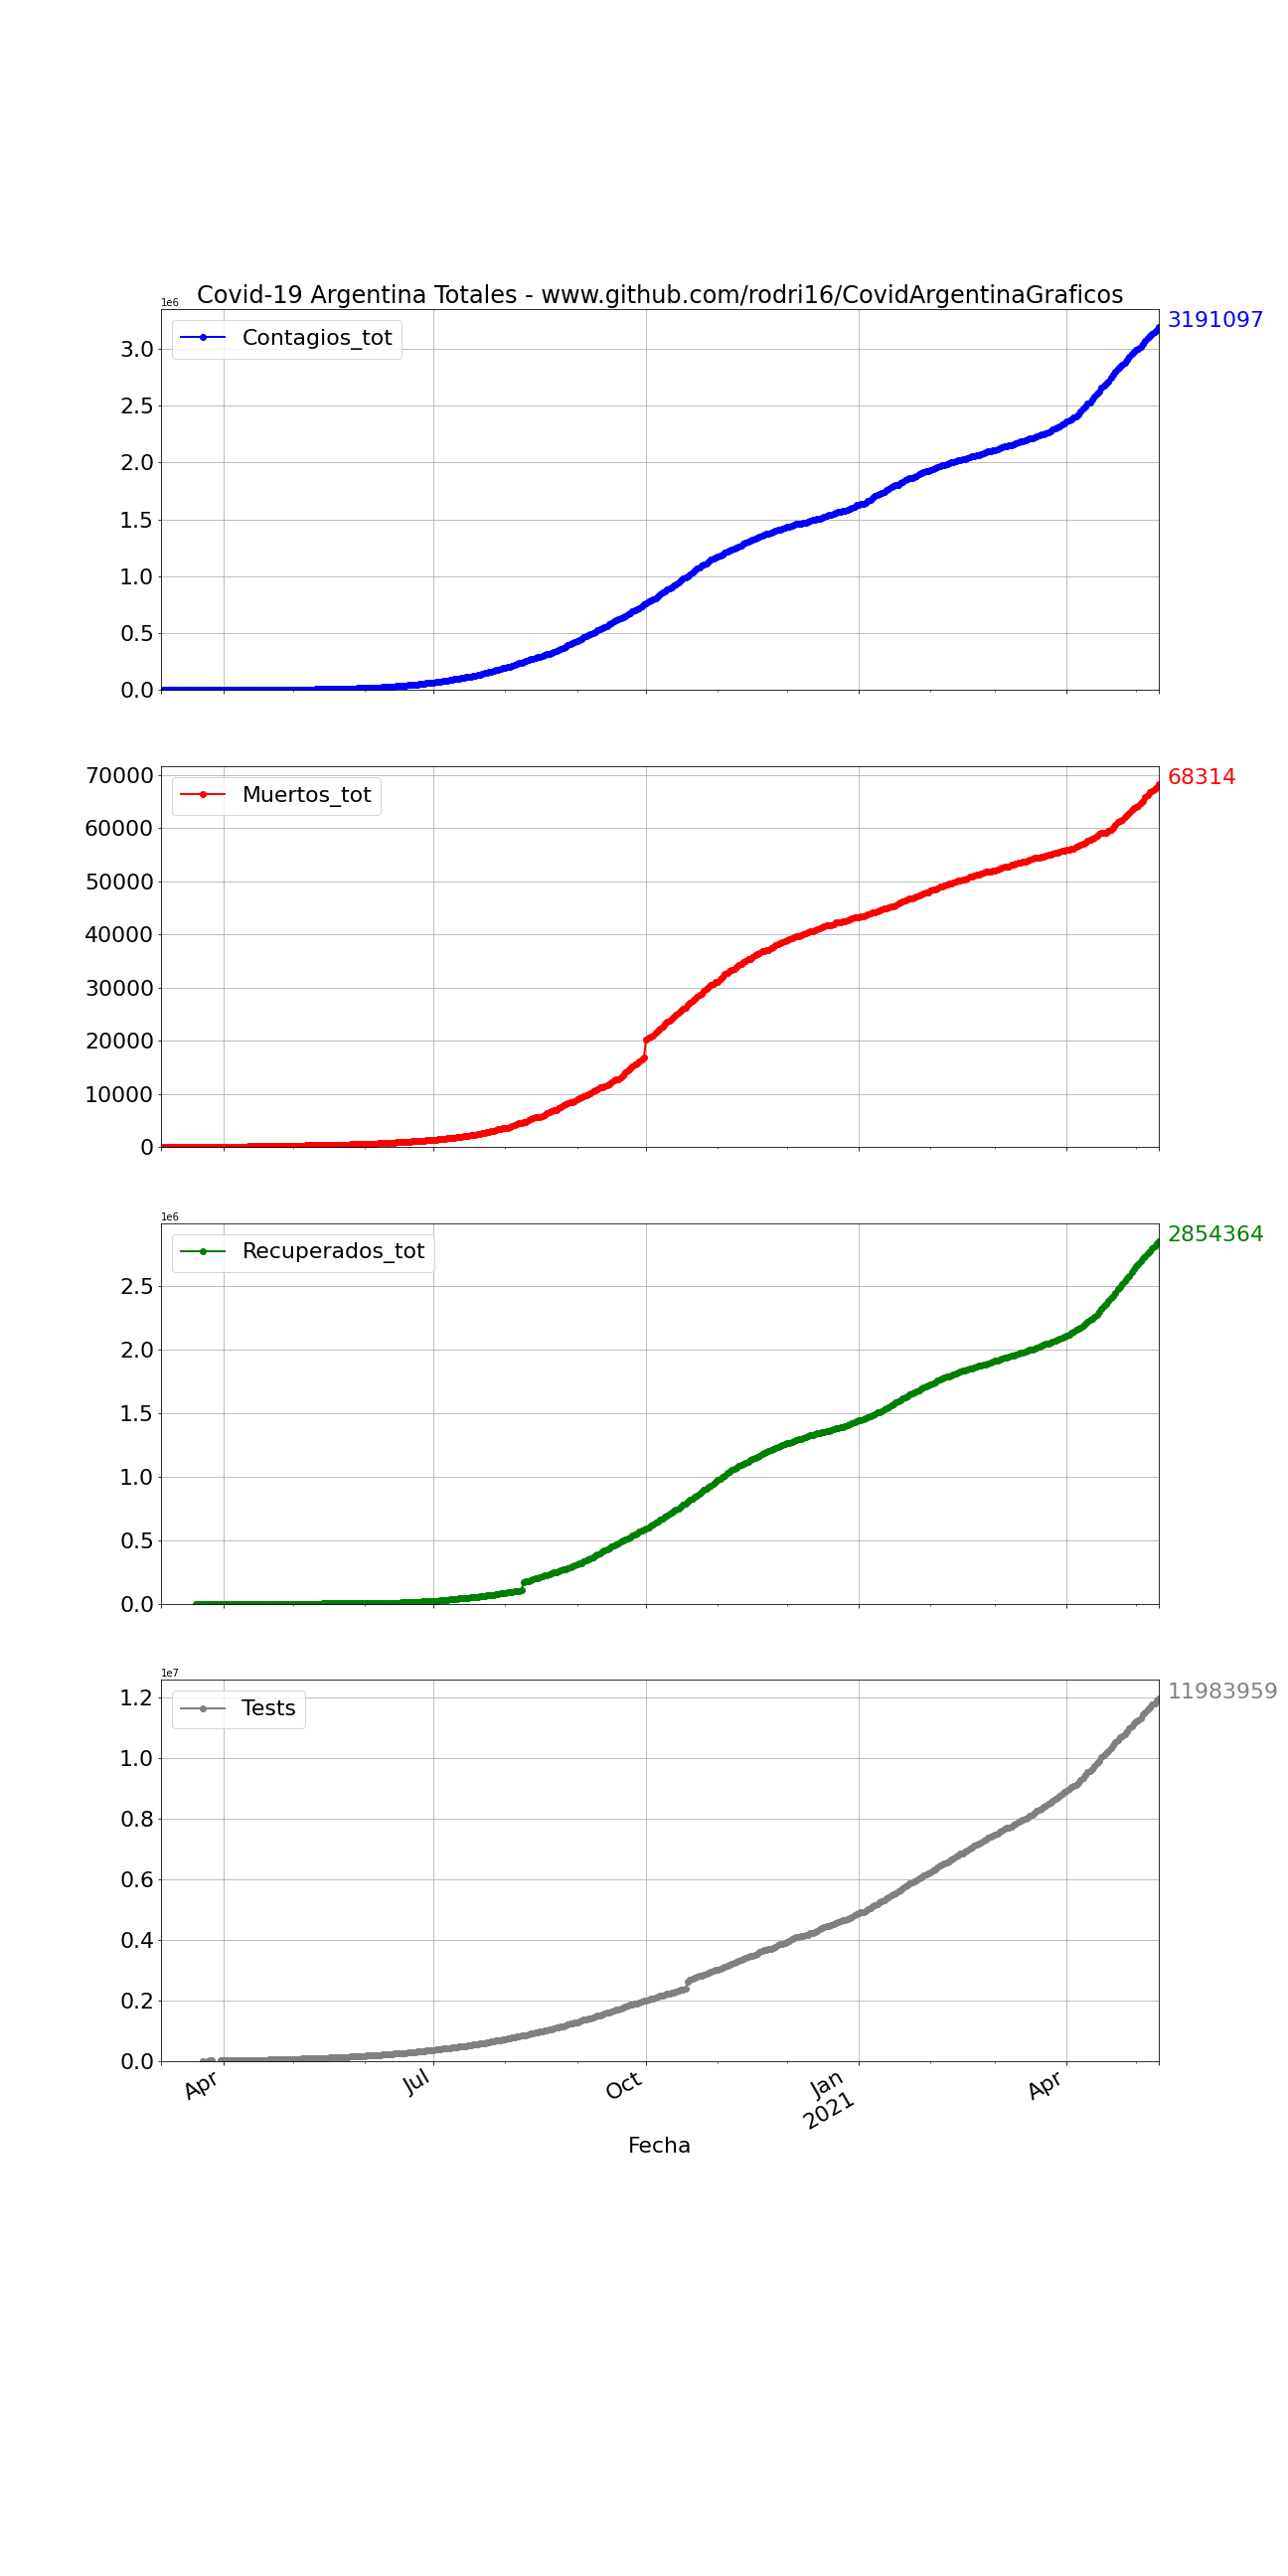 Covid-19 Argentina Totales - www.github.com/rodri16/CovidArgentinaGraficos
1e6
3191097
Contagios_tot
3.0
2.5
2.0
1.5
1.0
0.5
0.0
68314
Muertos_tot
70000
60000
50000
40000
30000
20000
10000
0
1e6
2854364
Recuperados_tot
2.5
2.0
1.5
1.0
0.5
0.0
1e7
11983959
Tests
1.2
1.0
0.8
0.6
0.4
0.2
0.0
Apr
Jul
Oct
Jan
2021
Apr
Fecha